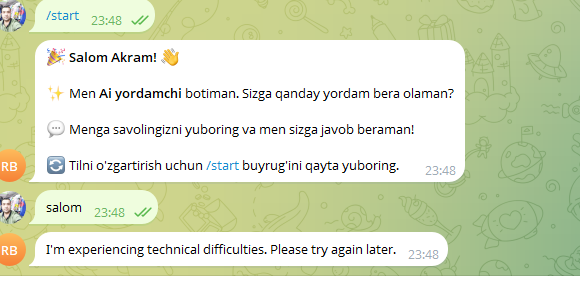 /start 23:48
🎉 Salom Akram! 👋
✨ Men Ai yordamchi botiman. Sizga qanday yordam bera olaman?
💬 Menga savolingizni yuboring va men sizga javob beraman!
🔄 Tilni o'zgartirish uchun /start buyrug'ini qayta yuboring. 23:48
RB
salom 23:48
RB
I'm experiencing technical difficulties. Please try again later. 23:48